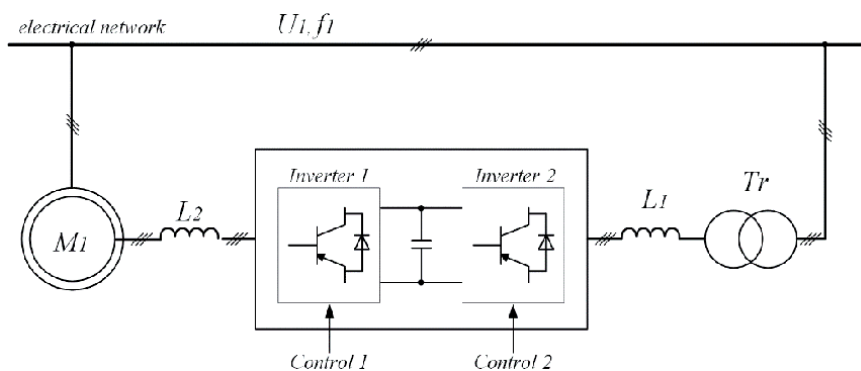 electrical network
U1, f1
Inverter 1
Inverter 2
L2
L1
Tr
M1
Control 1
Control 2